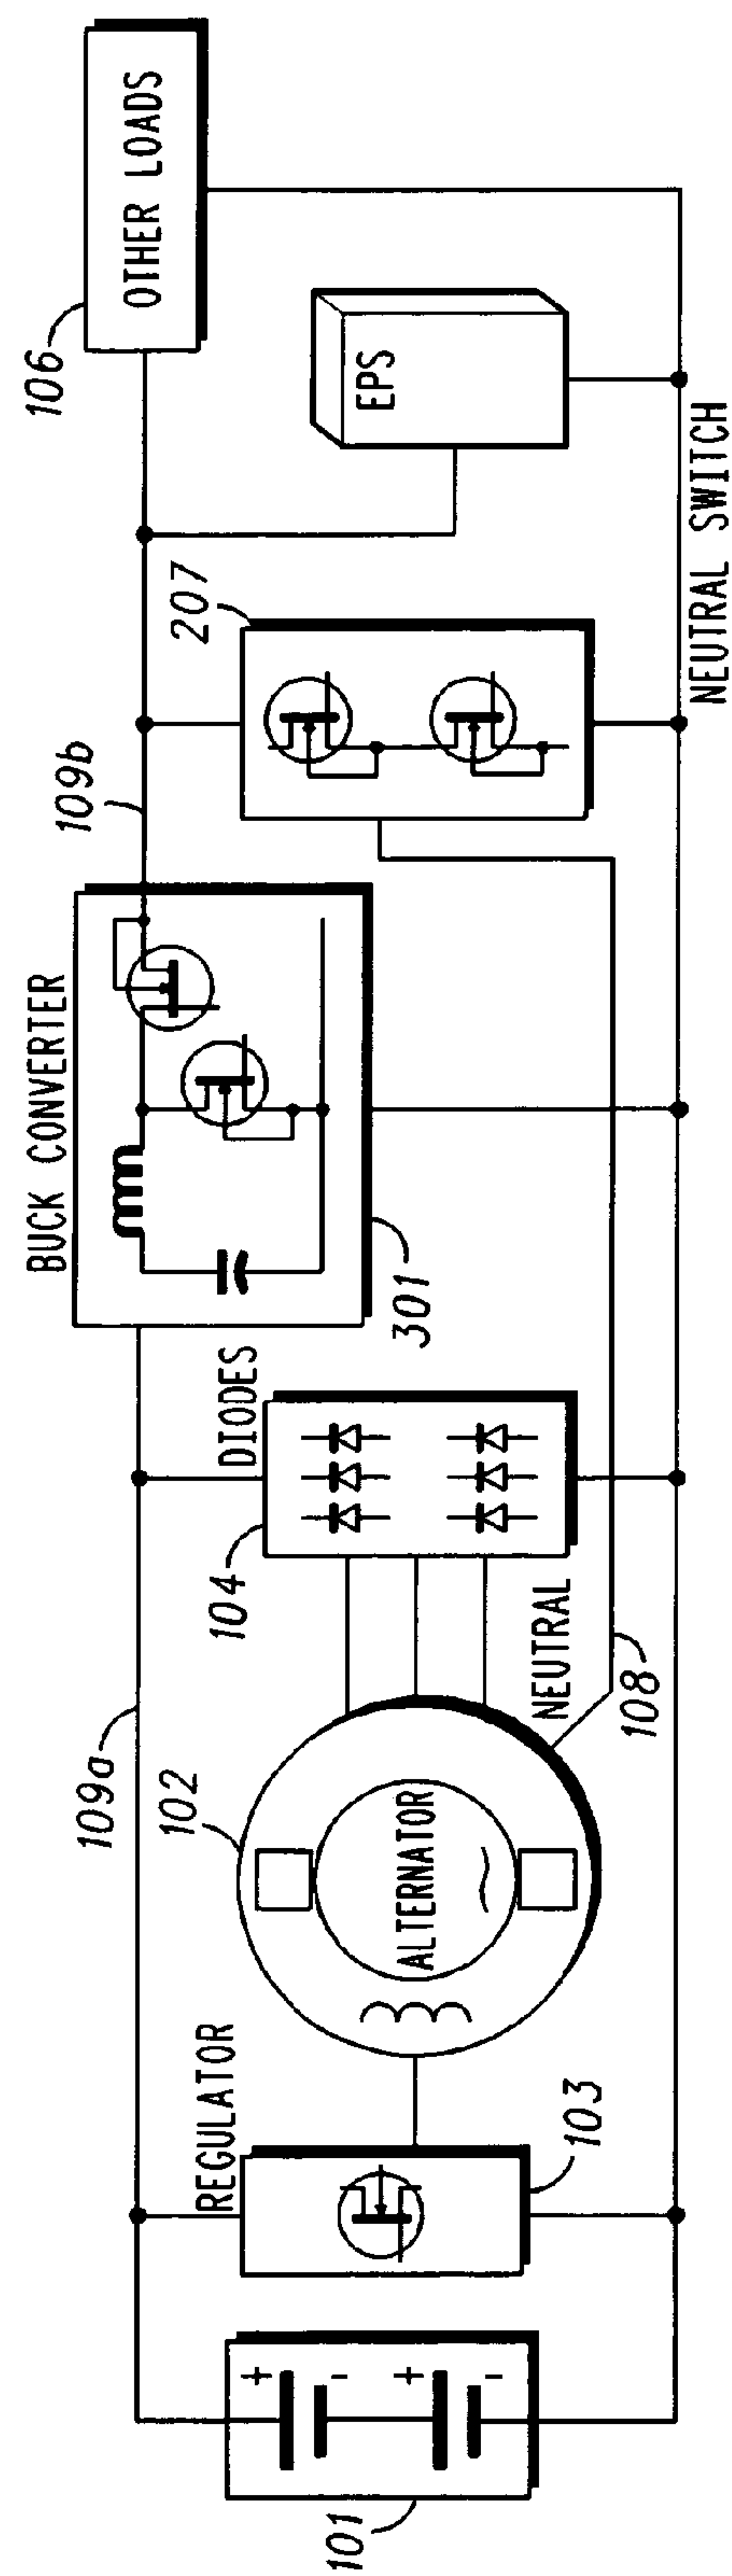 101
+
-
+
-
REGULATOR
103
109a
102
ALTERNATOR
~
NEUTRAL
108
104
DIODES
BUCK CONVERTER
301
109b
207
NEUTRAL SWITCH
EPS
106
OTHER LOADS